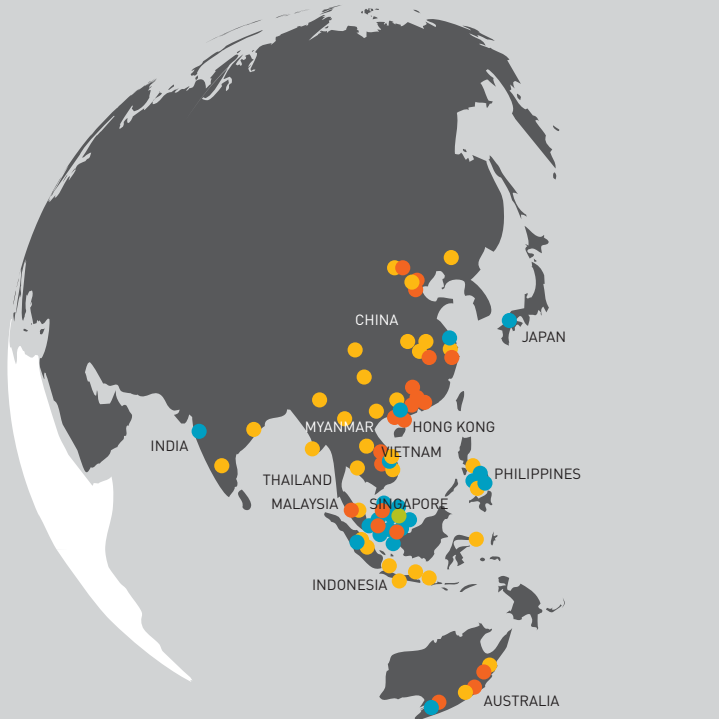 CHINA
JAPAN
MYANMAR
HONG KONG
INDIA
VIETNAM
PHILIPPINES
THAILAND
MALAYSIA
SINGAPORE
INDONESIA
AUSTRALIA